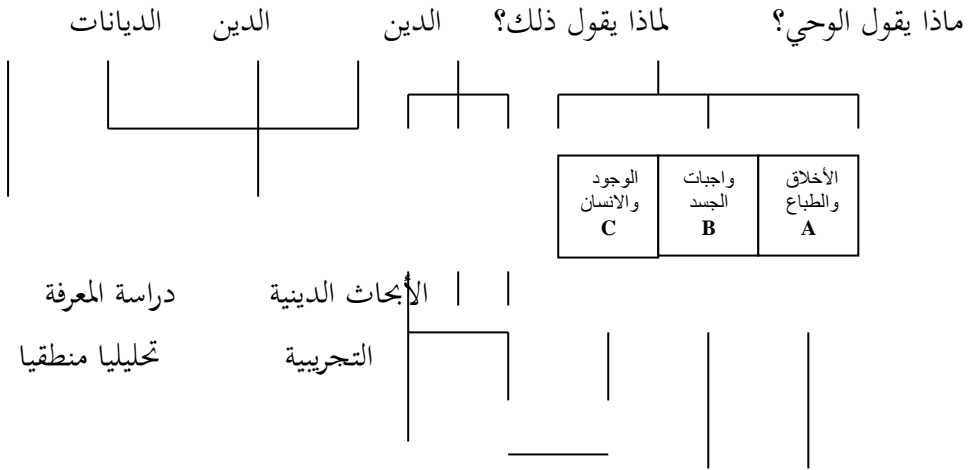 ماذا يقول الوحي؟ لماذا يقول ذلك؟ الدين الدين الديانات
الأخلاق والطباع A
واجبات الجسد B
الوجود والانسان C
الأبحاث الدينية التجريبية
دراسة المعرفة تحليليا منطقيا